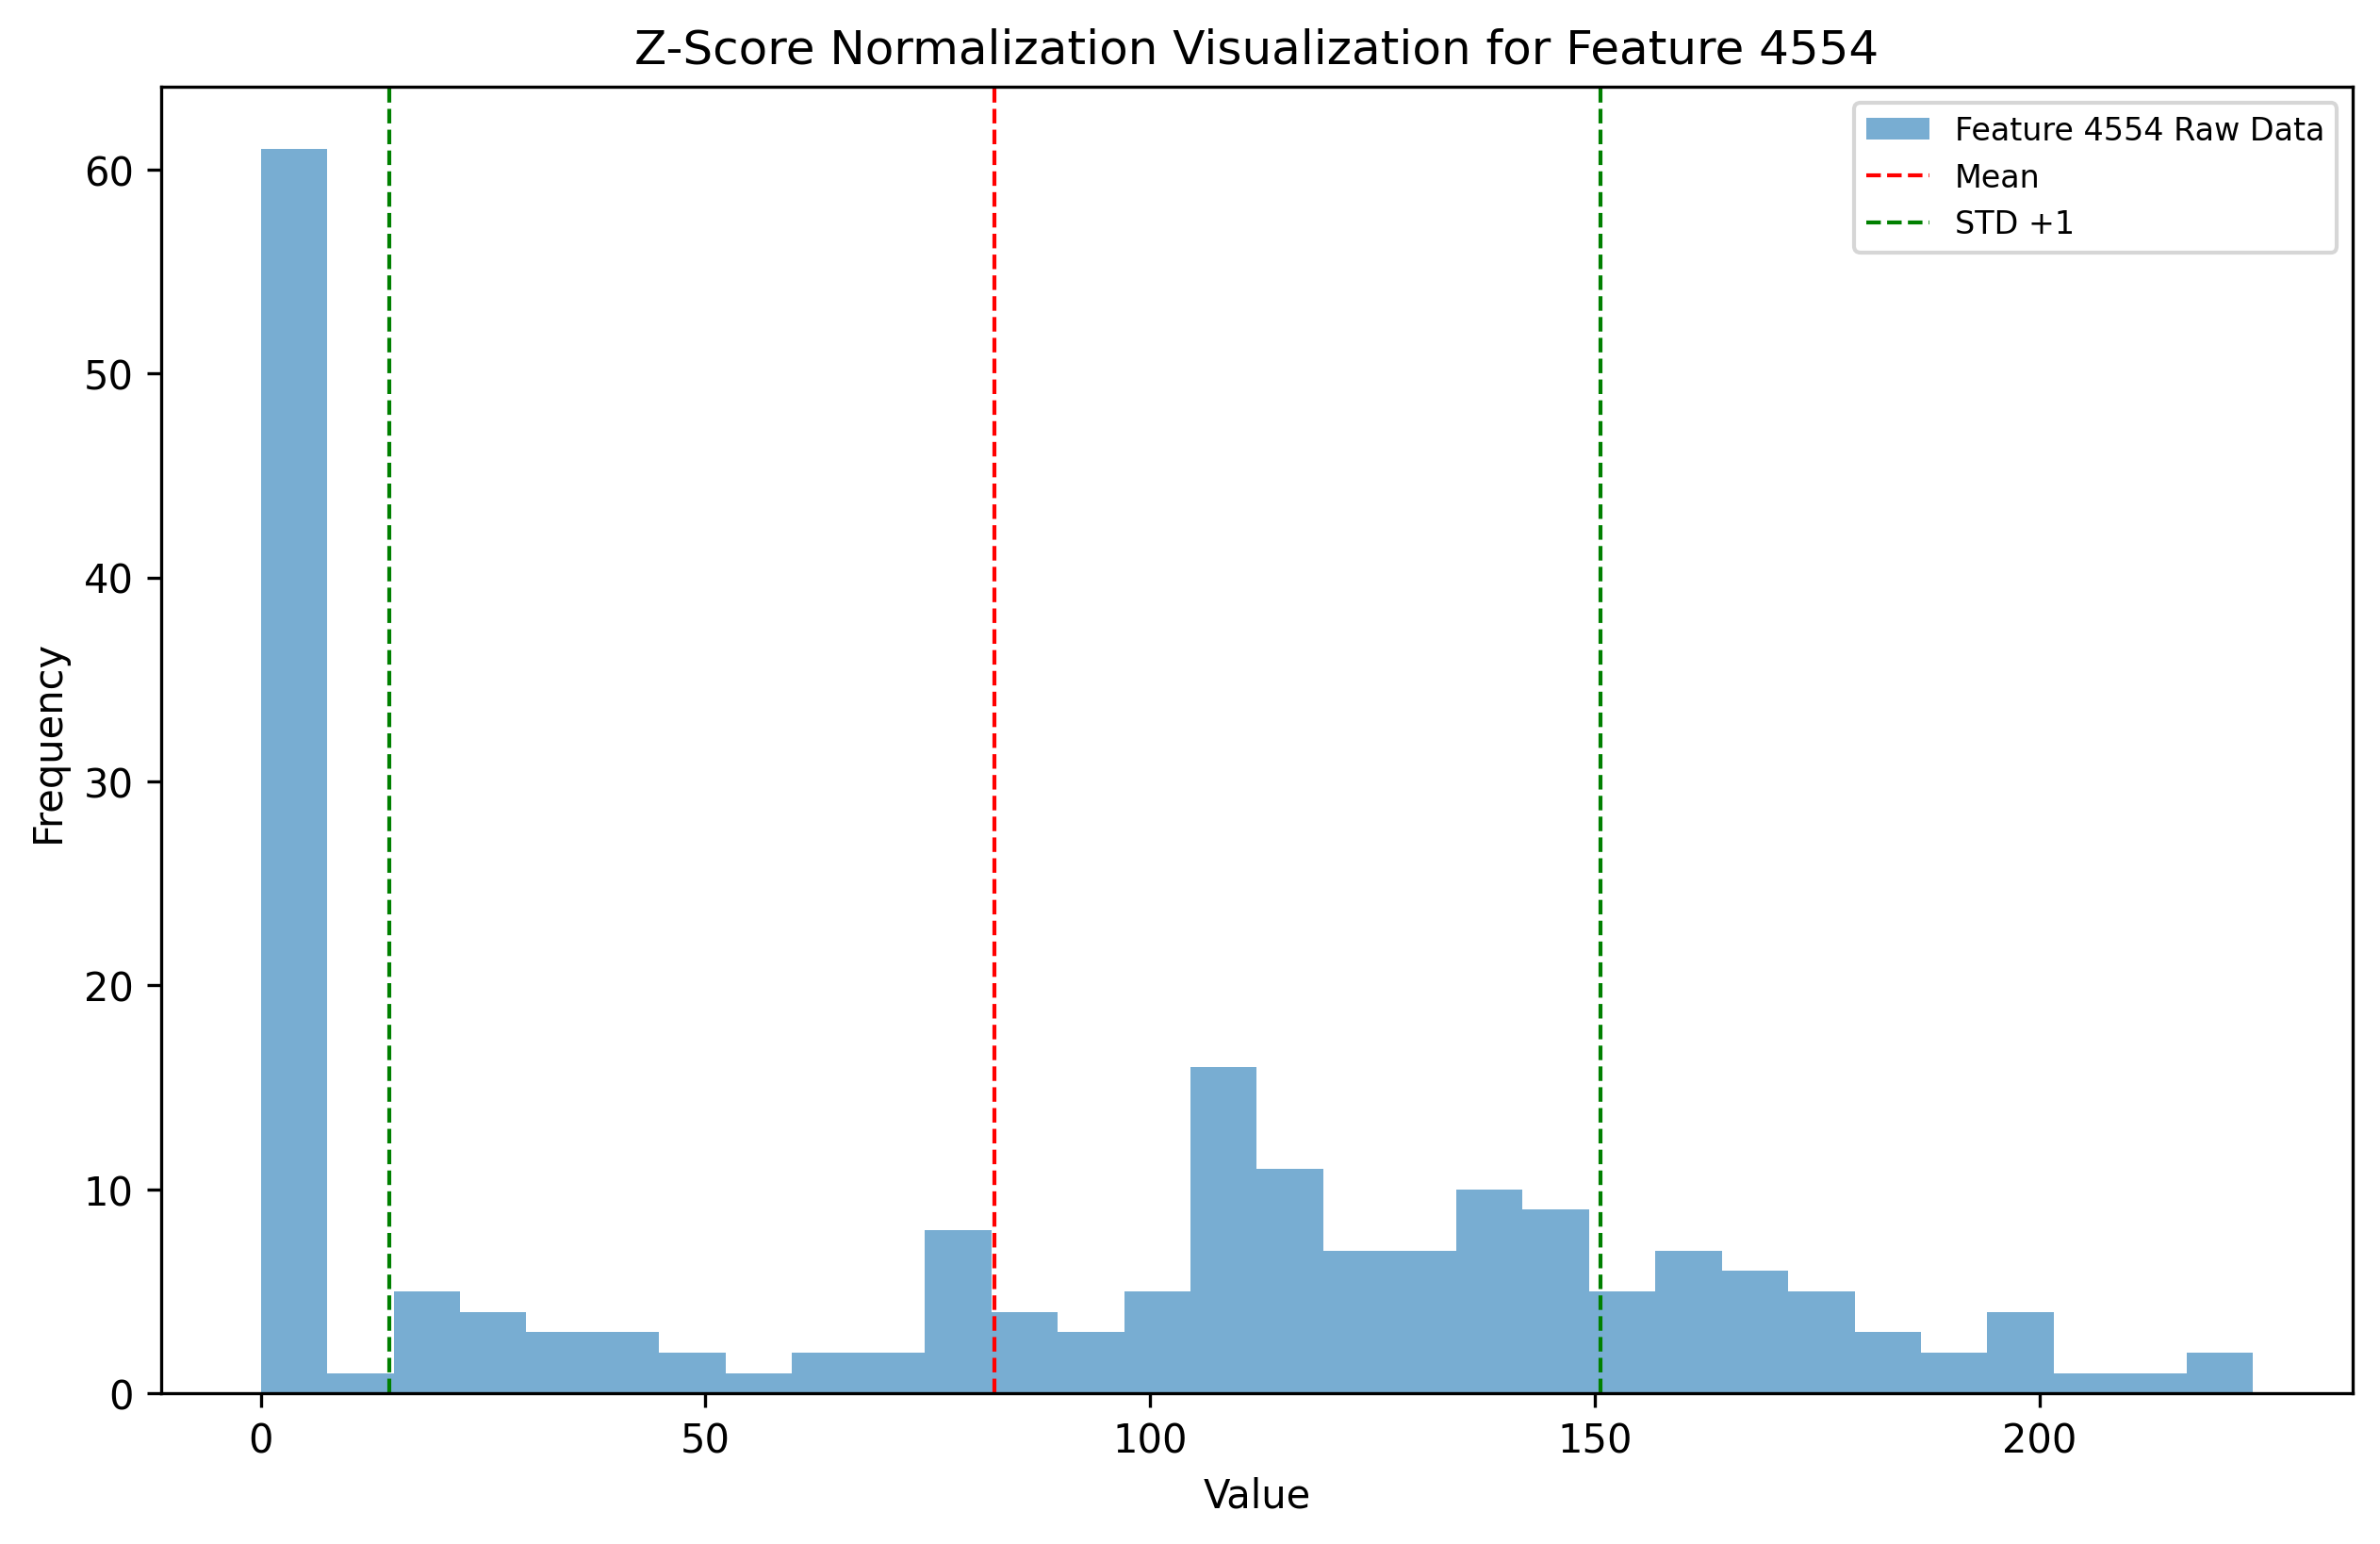 Z-Score Normalization Visualization for Feature 4554
Feature 4554 Raw Data
Mean
STD +1
60
50
40
30
20
10
0
Frequency
0 50 100 150 200
Value